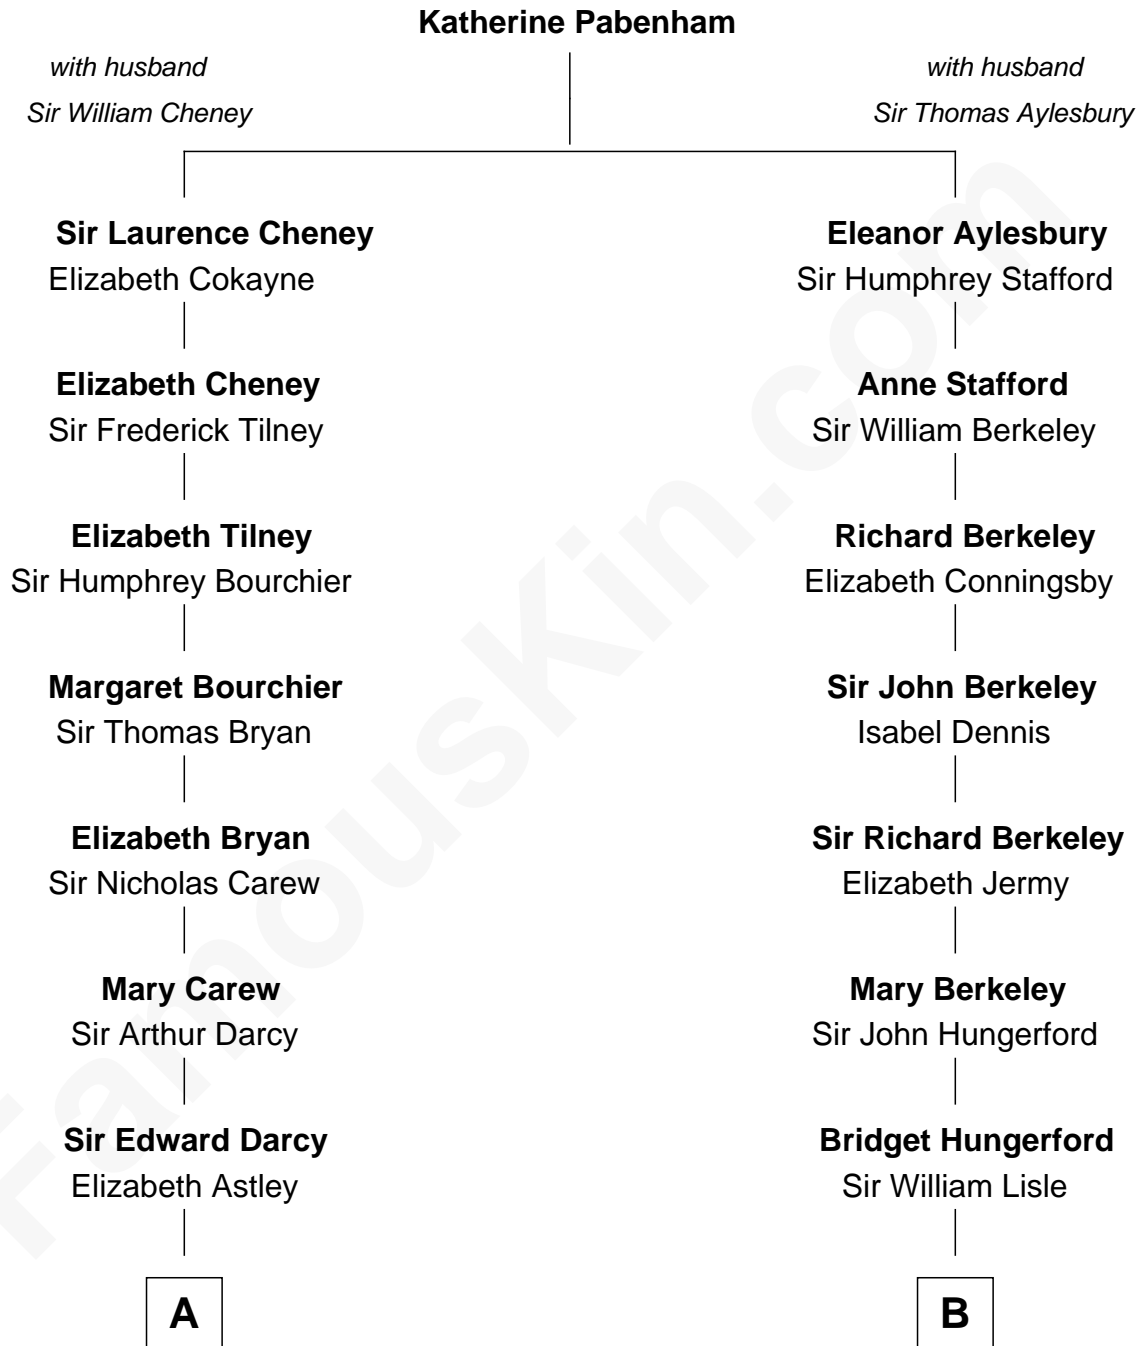 Katherine Pabenham
with husband
Sir William Cheney
with husband
Sir Thomas Aylesbury
Sir Laurence Cheney
Elizabeth Cokayne
Eleanor Aylesbury
Sir Humphrey Stafford
Elizabeth Cheney
Sir Frederick Tilney
Anne Stafford
Sir William Berkeley
Elizabeth Tilney
Sir Humphrey Bourchier
Richard Berkeley
Elizabeth Conningsby
Margaret Bourchier
Sir Thomas Bryan
Sir John Berkeley
Isabel Dennis
Elizabeth Bryan
Sir Nicholas Carew
Sir Richard Berkeley
Elizabeth Jermy
Mary Carew
Sir Arthur Darcy
Mary Berkeley
Sir John Hungerford
Sir Edward Darcy
Elizabeth Astley
Bridget Hungerford
Sir William Lisle
A
B
FamousKin.com